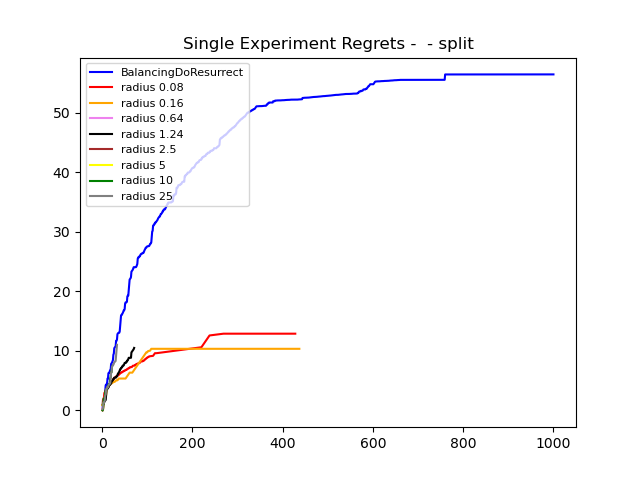 Single Experiment Regrets -  - split
BalancingDoResurrect
radius 0.08
radius 0.16
radius 0.64
radius 1.24
radius 2.5
radius 5
radius 10
radius 25
50
40
30
20
10
0
0 200 400 600 800 1000